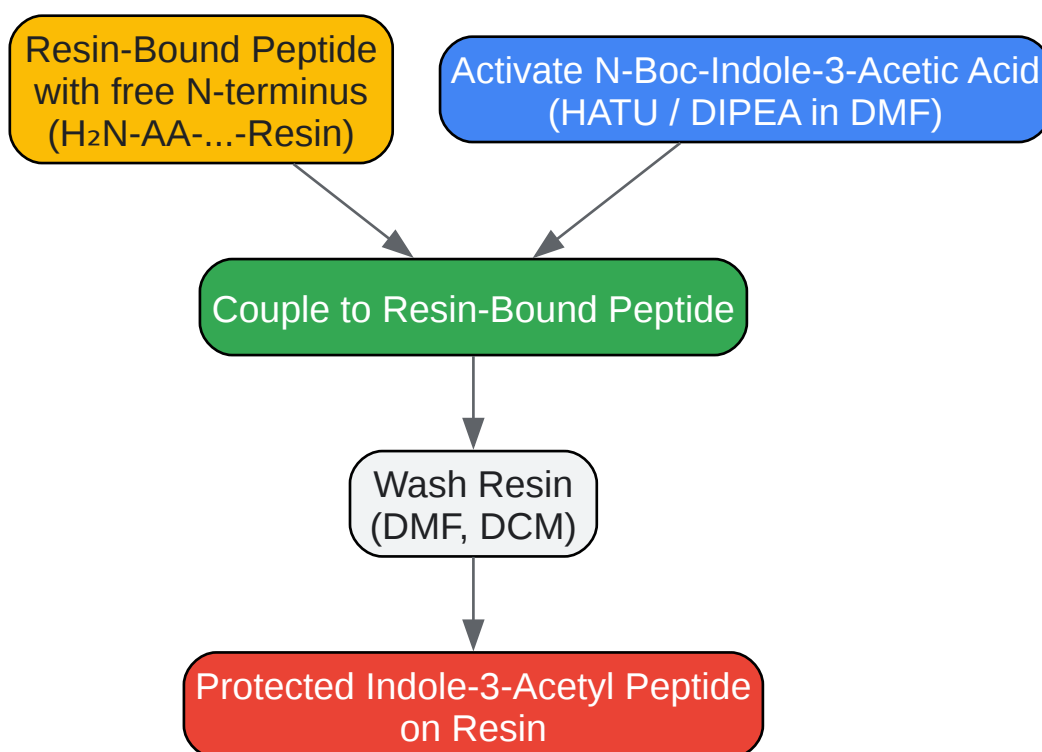 Resin-Bound Peptide
with free N-terminus
(H₂N-AA-...-Resin)
Activate N-Boc-Indole-3-Acetic Acid
(HATU / DIPEA in DMF)
Couple to Resin-Bound Peptide
Wash Resin
(DMF, DCM)
Protected Indole-3-Acetyl Peptide
on Resin